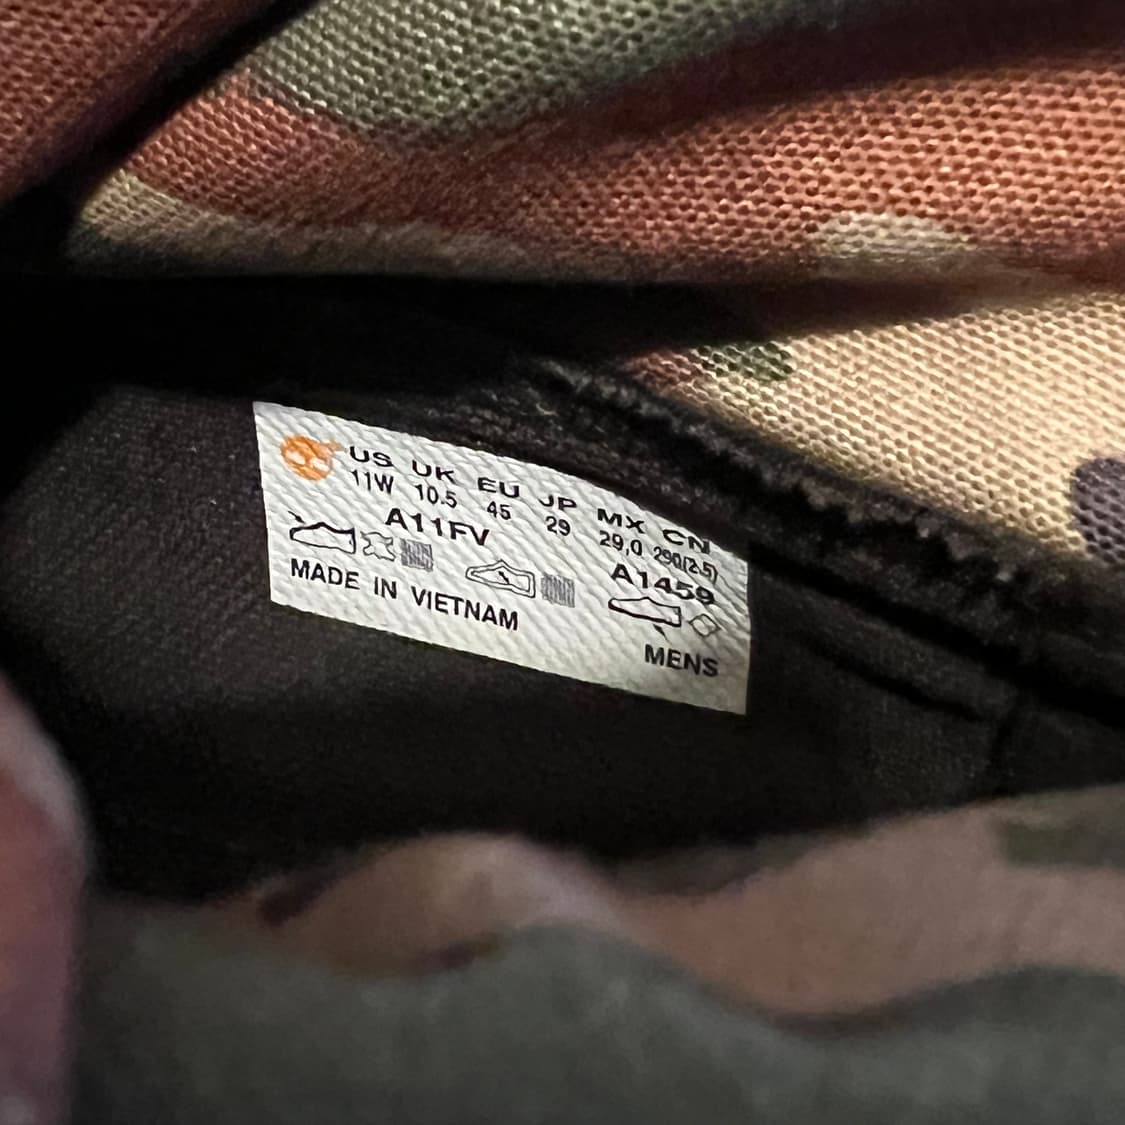 US UK EU JP MX CN
11W 10.5 45 29 29,0 290(2.5)
A11FV A1459
MADE IN VIETNAM
MENS